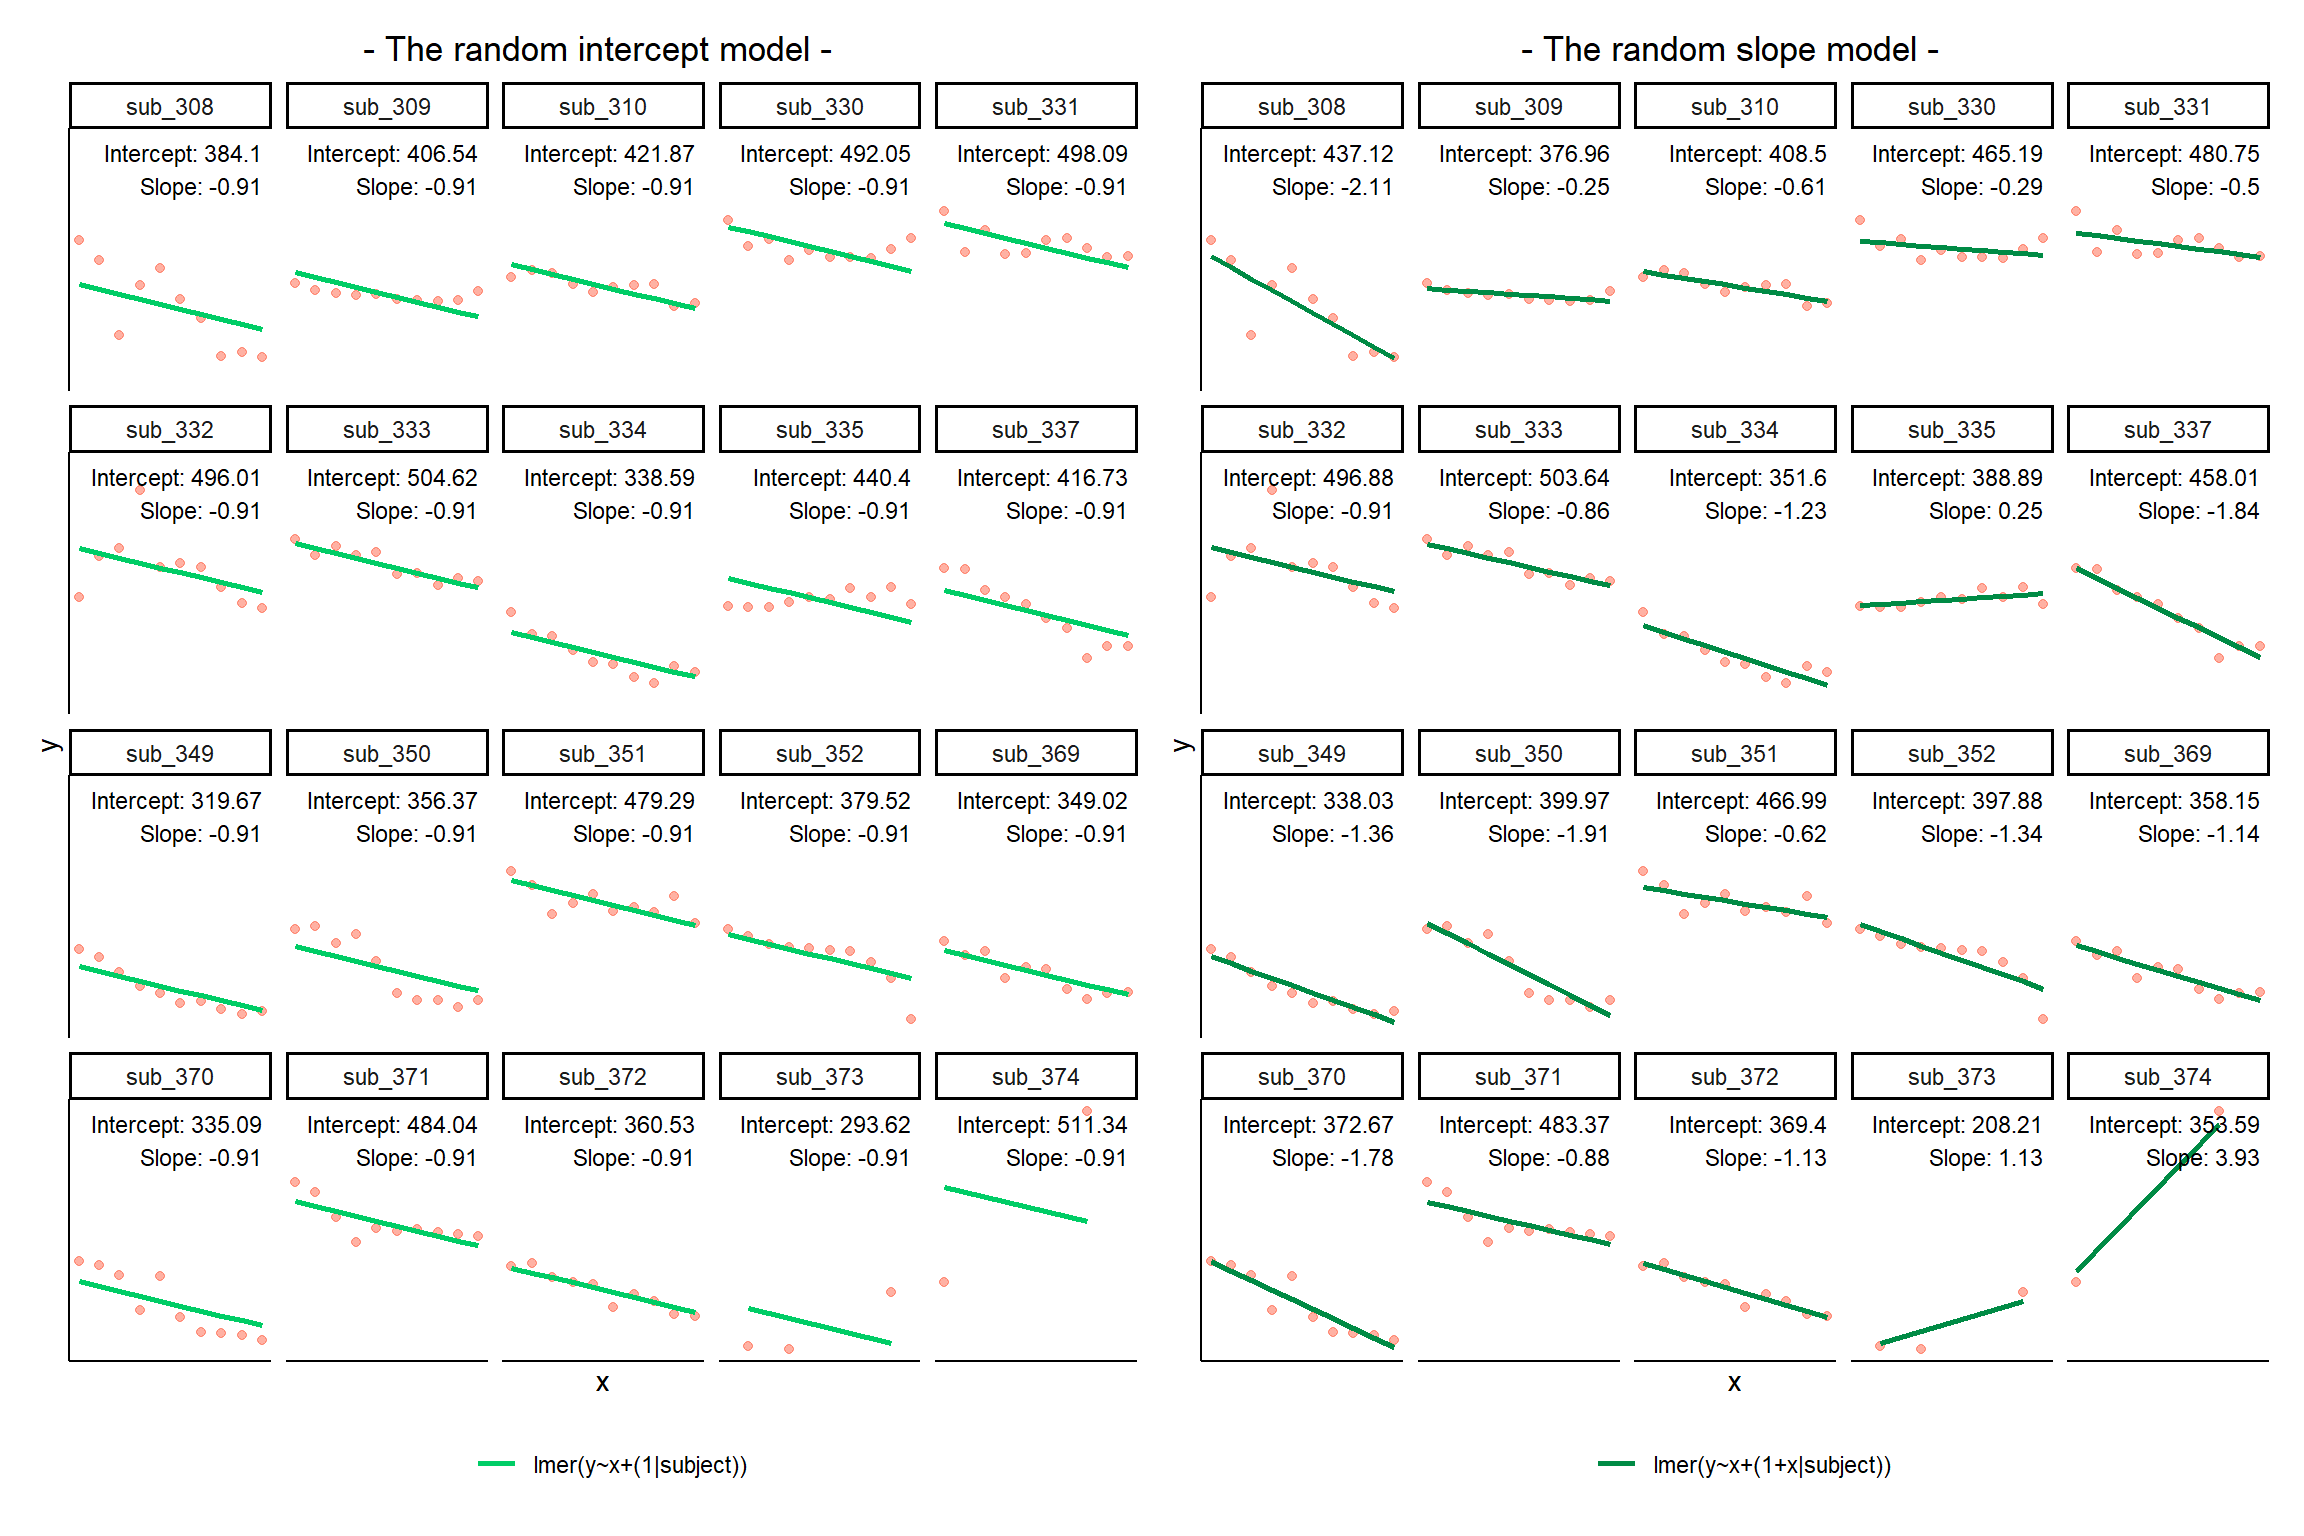 - The random intercept model -
sub_308
sub_309
sub_310
sub_330
sub_331
Intercept: 384.1
Slope: -0.91
Intercept: 406.54
Slope: -0.91
Intercept: 421.87
Slope: -0.91
Intercept: 492.05
Slope: -0.91
Intercept: 498.09
Slope: -0.91
sub_332
sub_333
sub_334
sub_335
sub_337
Intercept: 496.01
Slope: -0.91
Intercept: 504.62
Slope: -0.91
Intercept: 338.59
Slope: -0.91
Intercept: 440.4
Slope: -0.91
Intercept: 416.73
Slope: -0.91
y
sub_349
sub_350
sub_351
sub_352
sub_369
Intercept: 319.67
Slope: -0.91
Intercept: 356.37
Slope: -0.91
Intercept: 479.29
Slope: -0.91
Intercept: 379.52
Slope: -0.91
Intercept: 349.02
Slope: -0.91
sub_370
sub_371
sub_372
sub_373
sub_374
Intercept: 335.09
Slope: -0.91
Intercept: 484.04
Slope: -0.91
Intercept: 360.53
Slope: -0.91
Intercept: 293.62
Slope: -0.91
Intercept: 511.34
Slope: -0.91
x
lmer(y~x+(1|subject))
- The random slope model -
sub_308
sub_309
sub_310
sub_330
sub_331
Intercept: 437.12
Slope: -2.11
Intercept: 376.96
Slope: -0.25
Intercept: 408.5
Slope: -0.61
Intercept: 465.19
Slope: -0.29
Intercept: 480.75
Slope: -0.5
sub_332
sub_333
sub_334
sub_335
sub_337
Intercept: 496.88
Slope: -0.91
Intercept: 503.64
Slope: -0.86
Intercept: 351.6
Slope: -1.23
Intercept: 388.89
Slope: 0.25
Intercept: 458.01
Slope: -1.84
y
sub_349
sub_350
sub_351
sub_352
sub_369
Intercept: 338.03
Slope: -1.36
Intercept: 399.97
Slope: -1.91
Intercept: 466.99
Slope: -0.62
Intercept: 397.88
Slope: -1.34
Intercept: 358.15
Slope: -1.14
sub_370
sub_371
sub_372
sub_373
sub_374
Intercept: 372.67
Slope: -1.78
Intercept: 483.37
Slope: -0.88
Intercept: 369.4
Slope: -1.13
Intercept: 208.21
Slope: 1.13
Intercept: 353.59
Slope: 3.93
x
lmer(y~x+(1+x|subject))